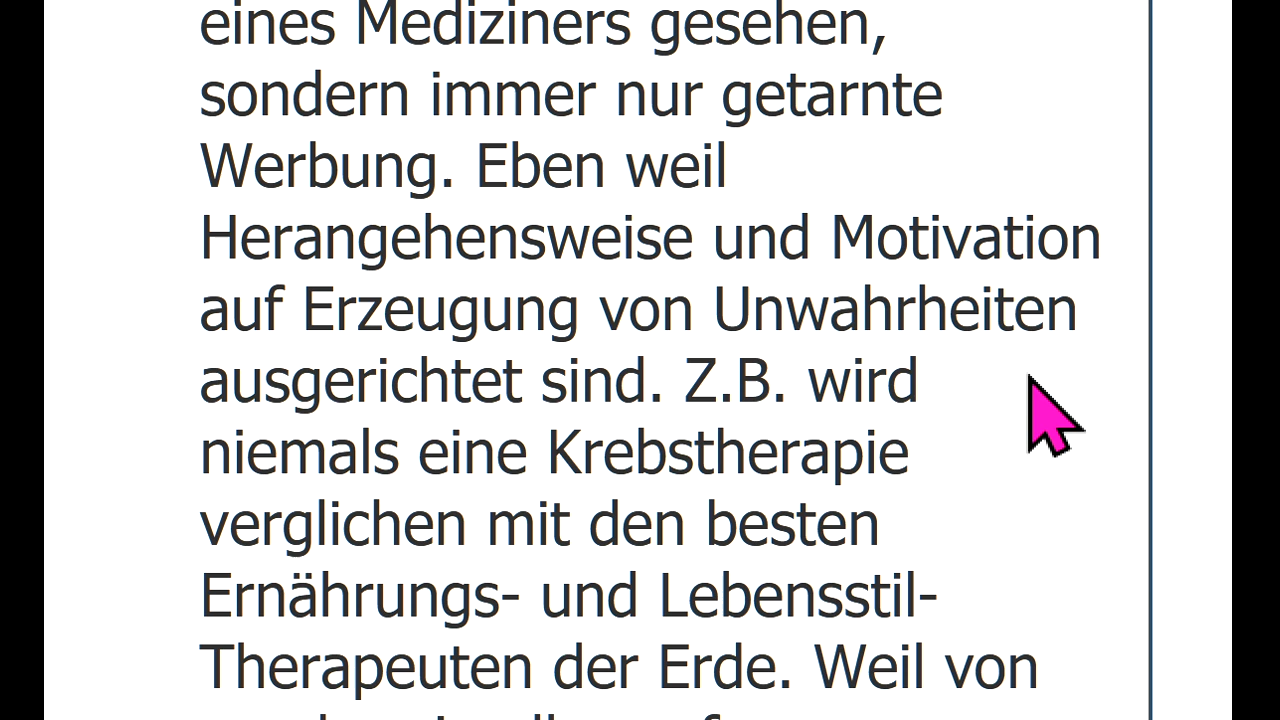 eines Mediziners gesehen,
sondern immer nur getarnte
Werbung. Eben weil
Herangehensweise und Motivation
auf Erzeugung von Unwahrheiten
ausgerichtet sind. Z.B. wird
niemals eine Krebstherapie
verglichen mit den besten
Ernährungs- und Lebensstil-
Therapeuten der Erde. Weil von